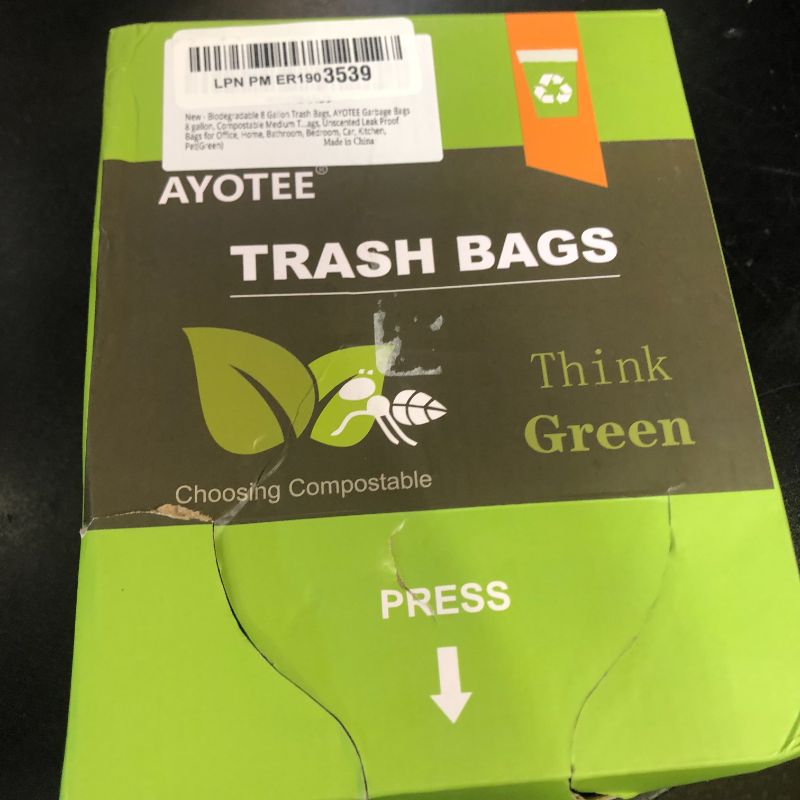 LPN PM ER1903539
New - Biodegradable 8 Gallon Trash Bags, AYOTEE Garbage Bags
8 gallon, Compostable Medium T...ags, Unscented Leak Proof
Bags for Office, Home, Bathroom, Bedroom, Car, Kitchen,
Pet(Green)
Made in China
AYOTEE®
TRASH BAGS
Think
Green
Choosing Compostable
PRESS